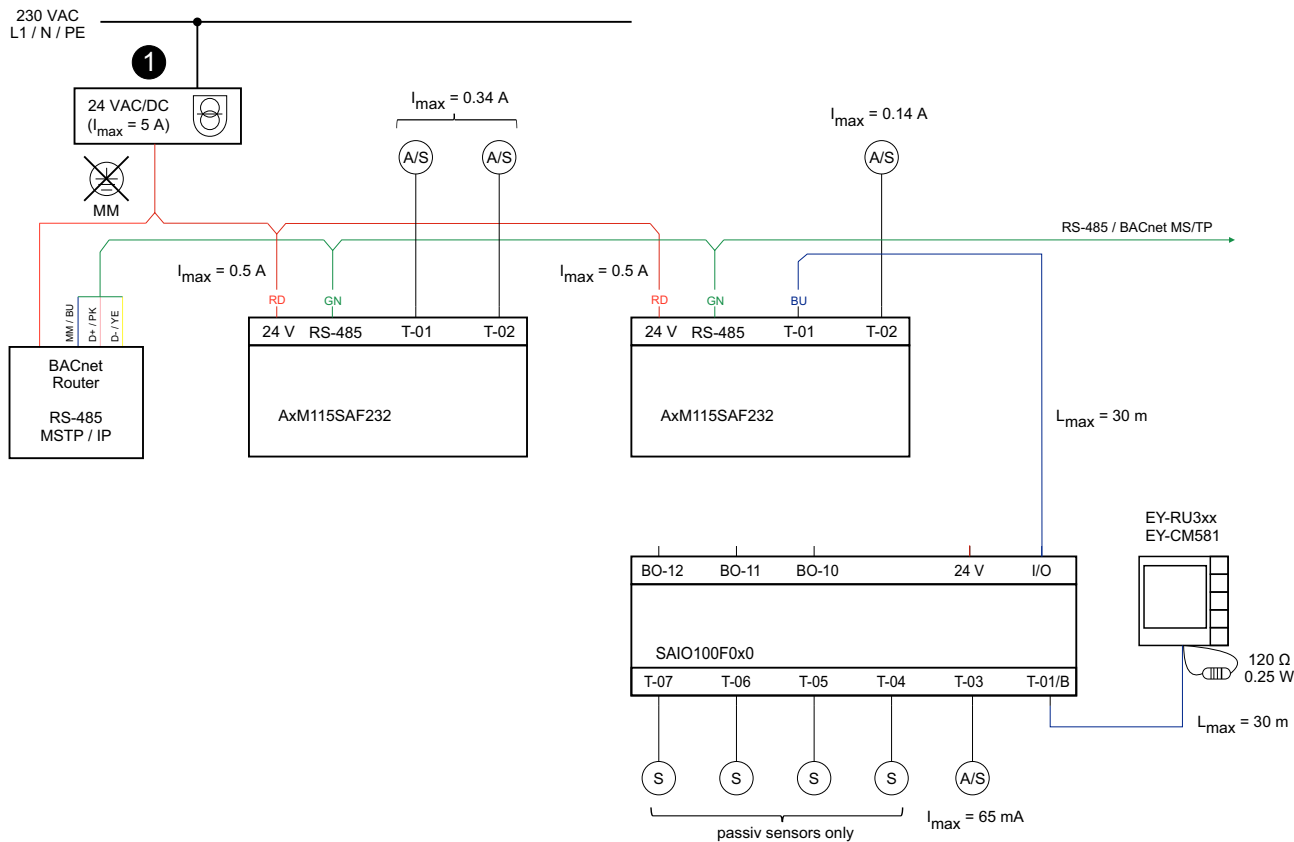 230 VAC
L1 / N / PE
1
24 VAC/DC
(Imax = 5 A)
MM
Imax = 0.34 A
A/S
A/S
Imax = 0.14 A
A/S
RS-485 / BACnet MS/TP
Imax = 0.5 A
Imax = 0.5 A
MM / BU
D+ / PK
D- / YE
RD
GN
RD
GN
BU
24 V
RS-485
T-01
T-02
24 V
RS-485
T-01
T-02
BACnet
Router
RS-485
MSTP / IP
AxM115SAF232
AxM115SAF232
Lmax = 30 m
EY-RU3xx
EY-CM581
BO-12
BO-11
BO-10
24 V
I/O
SAIO100F0x0
120 Ω
0.25 W
T-07
T-06
T-05
T-04
T-03
T-01/B
Lmax = 30 m
S
S
S
S
A/S
Imax = 65 mA
passiv sensors only